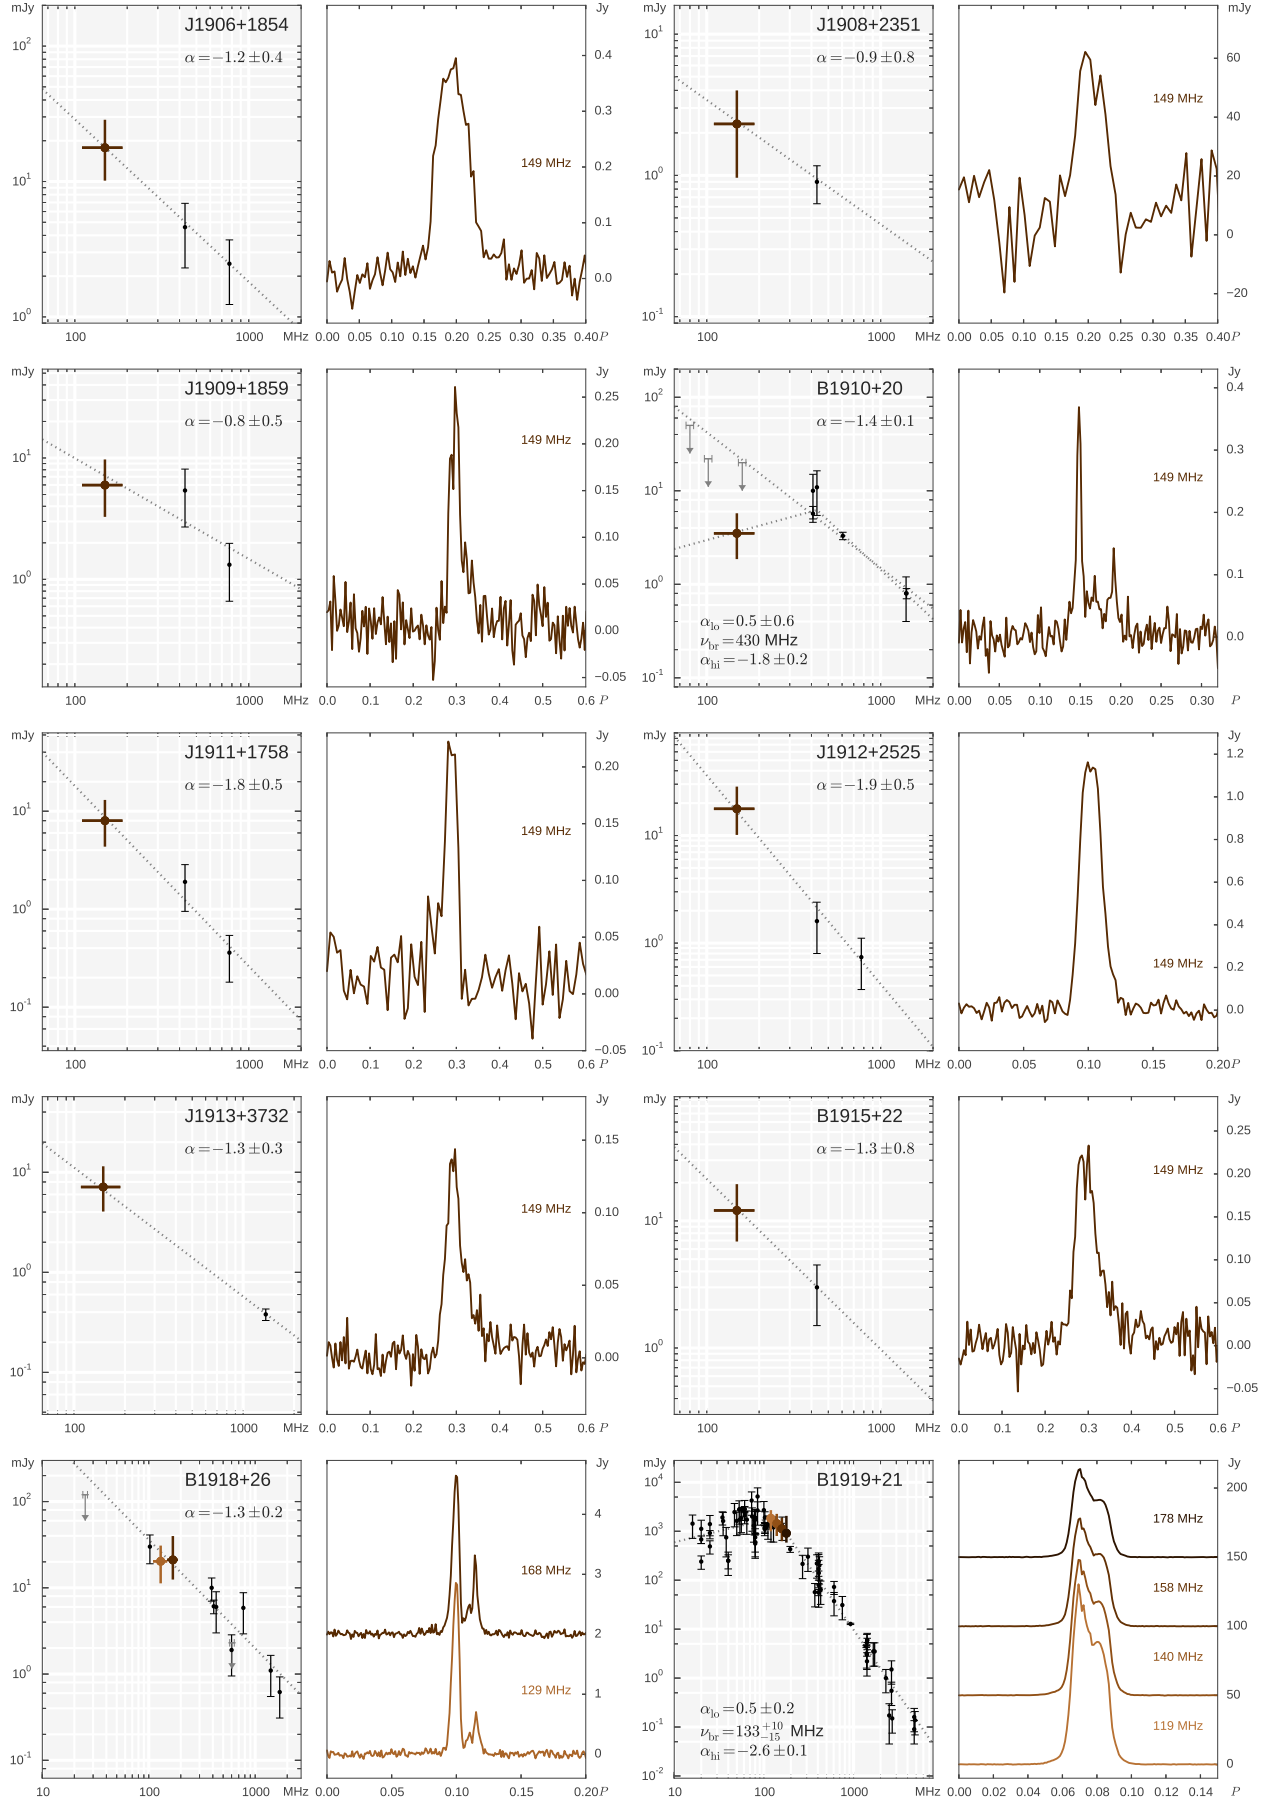 mJy
J1906+1854
α=−1.2±0.4
10²
10¹
10⁰
100 1000 MHz
Jy
0.4
0.3
149 MHz
0.2
0.1
0.0
0.00 0.05 0.10 0.15 0.20 0.25 0.30 0.35 0.40 P
mJy
J1908+2351
α=−0.9±0.8
10¹
10⁰
10⁻¹
100 1000 MHz
mJy
60
149 MHz
40
20
0
−20
0.00 0.05 0.10 0.15 0.20 0.25 0.30 0.35 0.40 P
mJy
J1909+1859
α=−0.8±0.5
10¹
10⁰
100 1000 MHz
Jy
0.25
149 MHz
0.20
0.15
0.10
0.05
0.00
−0.05
0.0 0.1 0.2 0.3 0.4 0.5 0.6 P
mJy
B1910+20
α=−1.4±0.1
10²
10¹
10⁰
10⁻¹
α_lo=0.5±0.6
ν_br=430 MHz
α_hi=−1.8±0.2
100 1000 MHz
Jy
0.4
0.3
149 MHz
0.2
0.1
0.0
0.00 0.05 0.10 0.15 0.20 0.25 0.30 P
mJy
J1911+1758
α=−1.8±0.5
10¹
10⁰
10⁻¹
100 1000 MHz
Jy
0.20
149 MHz
0.15
0.10
0.05
0.00
−0.05
0.0 0.1 0.2 0.3 0.4 0.5 0.6 P
mJy
J1912+2525
α=−1.9±0.5
10¹
10⁰
10⁻¹
100 1000 MHz
Jy
1.2
1.0
0.8
0.6
0.4
149 MHz
0.2
0.0
0.00 0.05 0.10 0.15 0.20 P
mJy
J1913+3732
α=−1.3±0.3
10¹
10⁰
10⁻¹
100 1000 MHz
Jy
0.15
149 MHz
0.10
0.05
0.00
0.0 0.1 0.2 0.3 0.4 0.5 0.6 P
mJy
B1915+22
α=−1.3±0.8
10¹
10⁰
100 1000 MHz
Jy
0.25
149 MHz
0.20
0.15
0.10
0.05
0.00
−0.05
0.0 0.1 0.2 0.3 0.4 0.5 0.6 P
mJy
B1918+26
α=−1.3±0.2
10²
10¹
10⁰
10⁻¹
10 100 1000 MHz
Jy
4
168 MHz
3
2
129 MHz
1
0
0.00 0.05 0.10 0.15 0.20 P
mJy
B1919+21
10⁴
10³
10²
10¹
10⁰
10⁻¹
10⁻²
α_lo=0.5±0.2
ν_br=133⁺¹⁰₋₁₅ MHz
α_hi=−2.6±0.1
10 100 1000 MHz
Jy
200
178 MHz
150
158 MHz
100
140 MHz
50
119 MHz
0
0.00 0.02 0.04 0.06 0.08 0.10 0.12 0.14 P